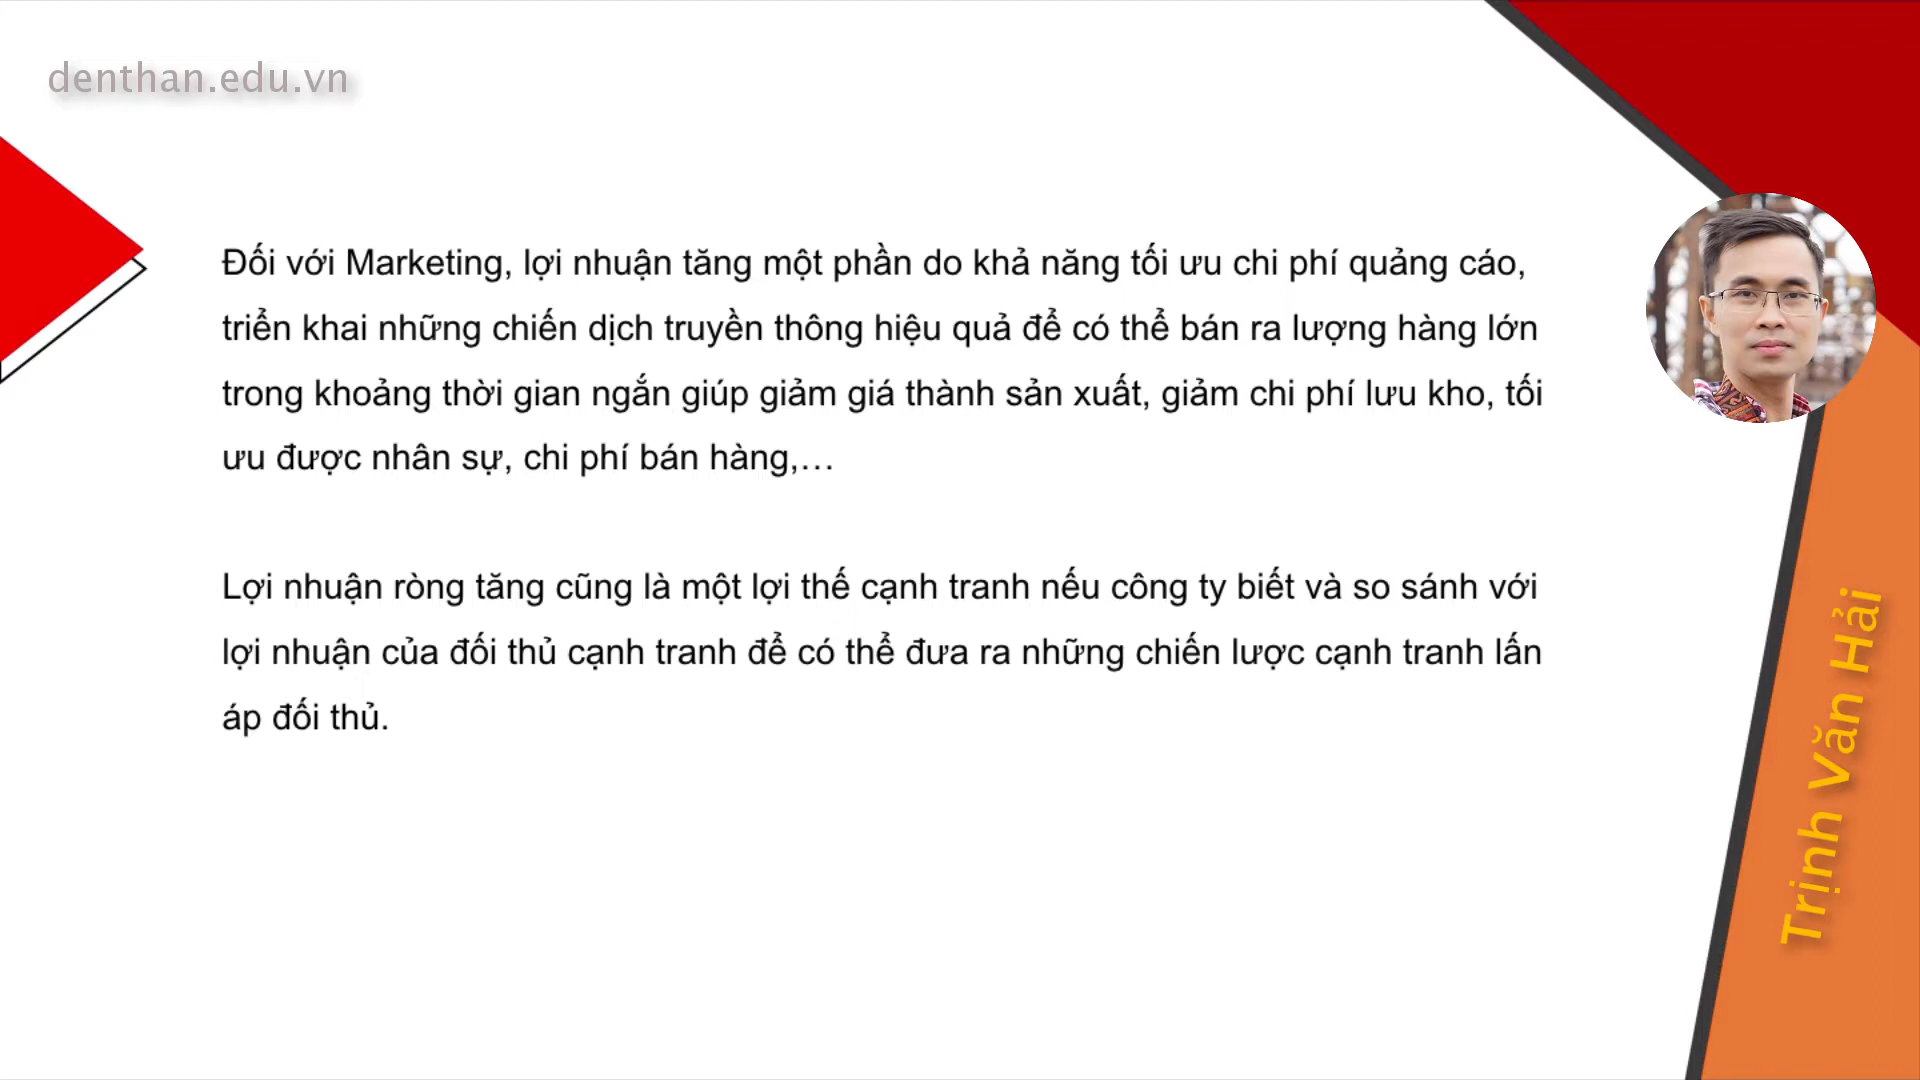 denthan.edu.vn
Đối với Marketing, lợi nhuận tăng một phần do khả năng tối ưu chi phí quảng cáo,
triển khai những chiến dịch truyền thông hiệu quả để có thể bán ra lượng hàng lớn
trong khoảng thời gian ngắn giúp giảm giá thành sản xuất, giảm chi phí lưu kho, tối
ưu được nhân sự, chi phí bán hàng,…
Lợi nhuận ròng tăng cũng là một lợi thế cạnh tranh nếu công ty biết và so sánh với
lợi nhuận của đối thủ cạnh tranh để có thể đưa ra những chiến lược cạnh tranh lấn
áp đối thủ.
Trịnh Văn Hải